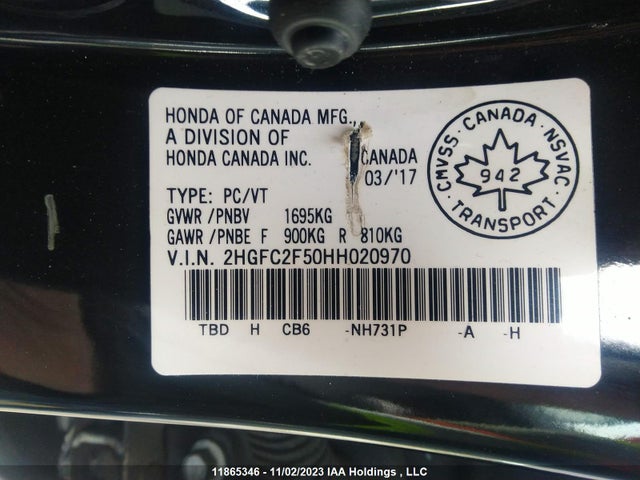 HONDA OF CANADA MFG.,
A DIVISION OF
HONDA CANADA INC. CANADA
03/'17
TYPE: PC/VT
GVWR /PNBV 1695KG
GAWR /PNBE F 900KG R 810KG
V.I.N. 2HGFC2F50HH020970
TBD H CB6 -NH731P -A -H
CMVSS · CANADA · NSVAC
942
· TRANSPORT ·
11865346 - 11/02/2023 IAA Holdings , LLC